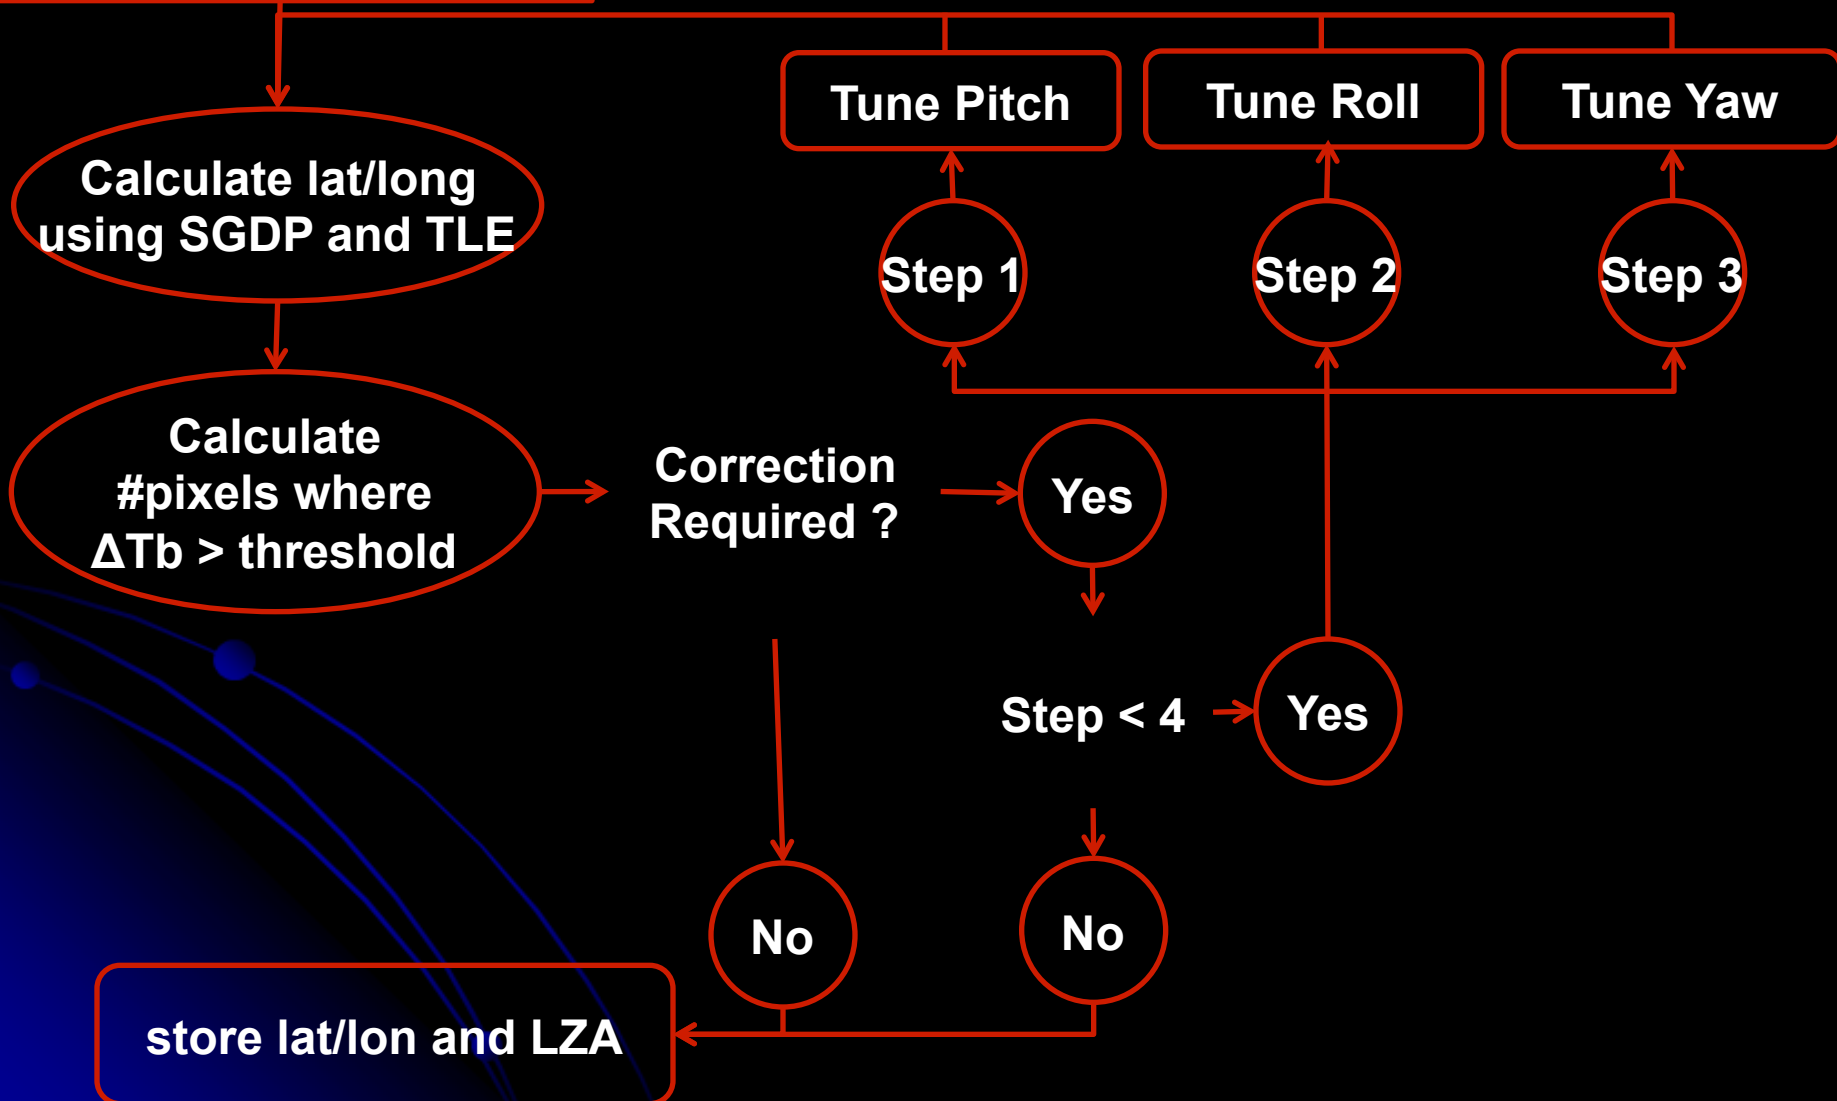 Tune Pitch
Tune Roll
Tune Yaw
Calculate lat/long
using SGDP and TLE
Step 1
Step 2
Step 3
Calculate
#pixels where
ΔTb > threshold
Correction
Required ?
Yes
Step < 4
Yes
No
No
store lat/lon and LZA